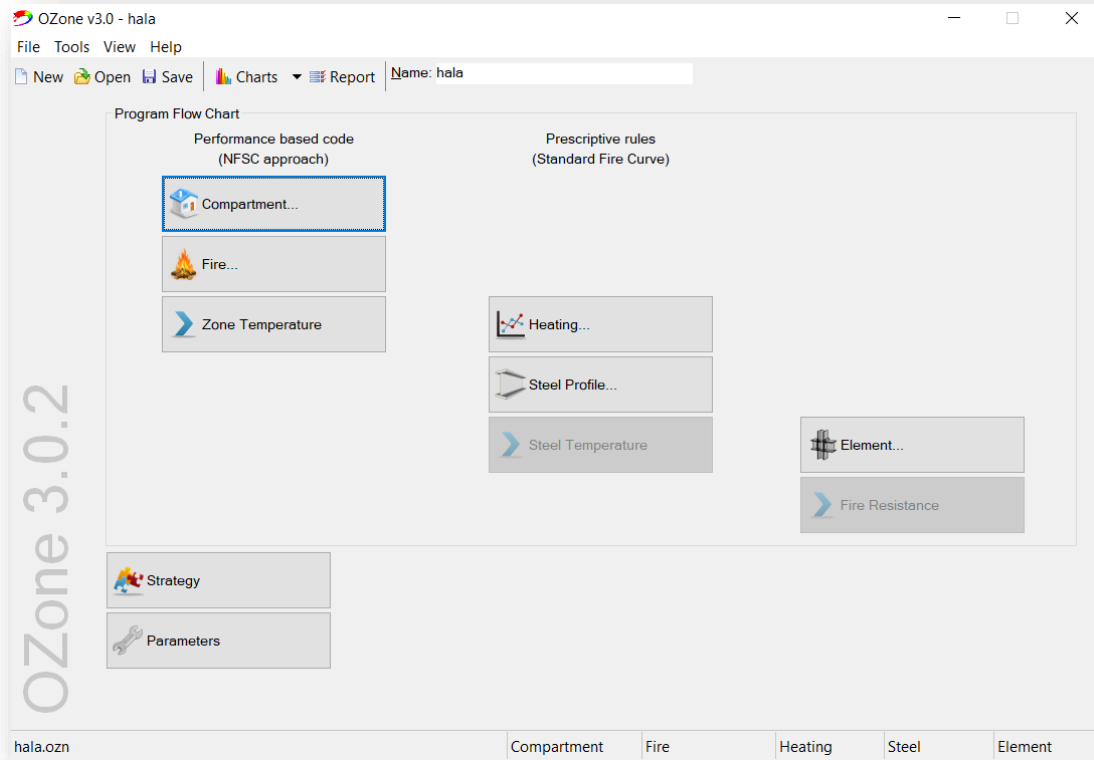 OZone v3.0 - hala
File Tools View Help
New Open Save Charts Report Name: hala
Program Flow Chart
Performance based code
(NFSC approach)
Prescriptive rules
(Standard Fire Curve)
Compartment...
Fire...
Zone Temperature
Heating...
Steel Profile...
Steel Temperature
Element...
Fire Resistance
Strategy
Parameters
OZone 3.0.2
hala.ozn Compartment Fire Heating Steel Element